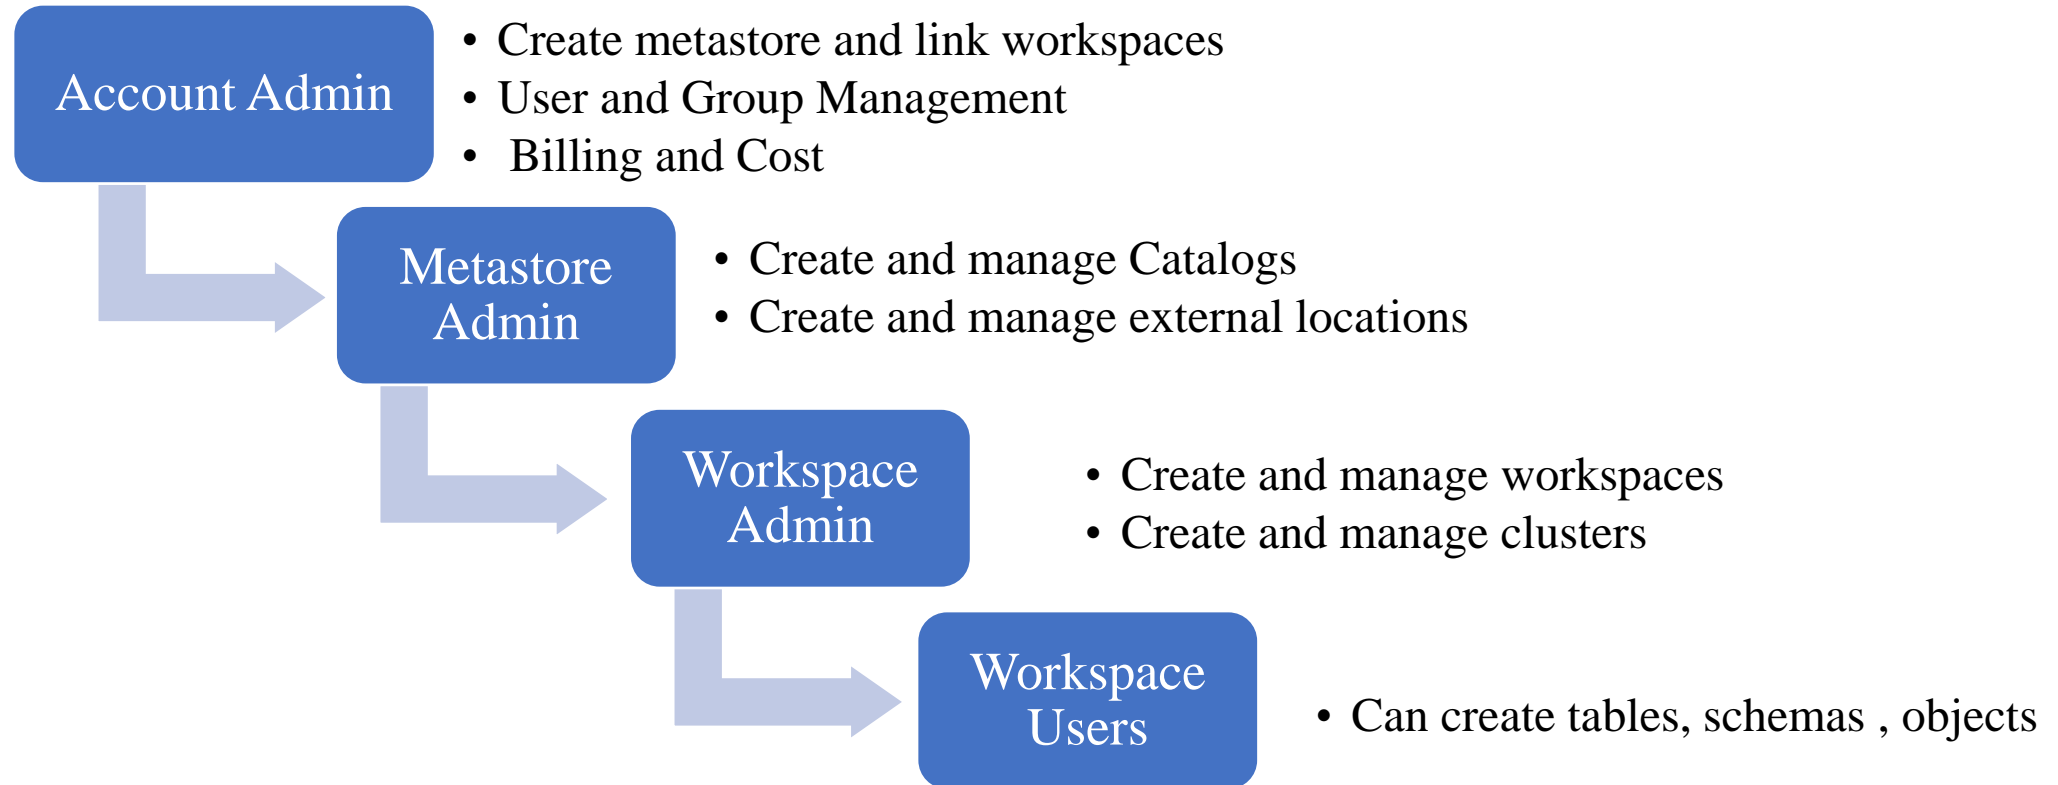 Account Admin
• Create metastore and link workspaces
• User and Group Management
• Billing and Cost
Metastore
Admin
• Create and manage Catalogs
• Create and manage external locations
Workspace
Admin
• Create and manage workspaces
• Create and manage clusters
Workspace
Users
• Can create tables, schemas , objects